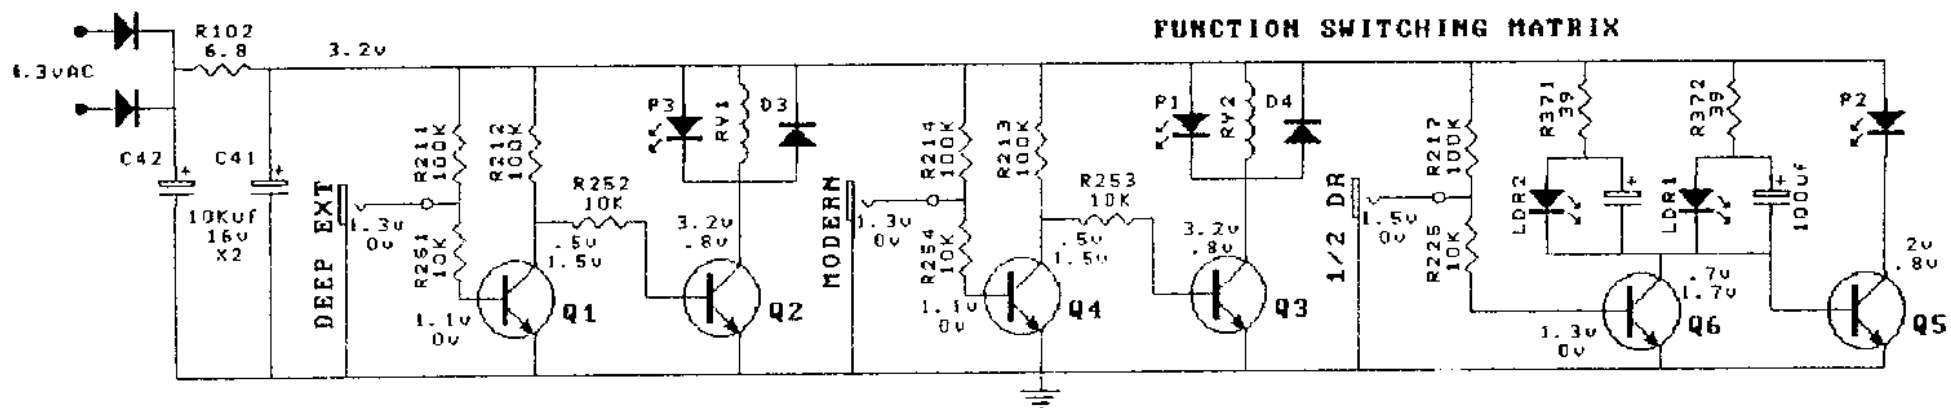 FUNCTION SWITCHING MATRIX
R102
6.8
3.2v
6.3vAC
C42
C41
10Kuf
16v
X2
DEEP EXT
1.3v
0v
R211
100K
R251
10K
1.1v
0v
R212
100K
R252
10K
.5v
1.5v
Q1
P3
RY1
D3
3.2v
.8v
Q2
MODERN
1.3v
0v
R214
100K
R254
10K
1.1v
0v
R213
100K
R253
10K
.5v
1.5v
Q4
P1
RY2
D4
3.2v
.8v
Q3
1/2 DR
1.5v
0v
R217
100K
R225
10K
1.3v
0v
R371
39
LDR2
R372
39
LDR1
100uf
.7v
1.7v
Q6
P2
2v
.8v
Q5